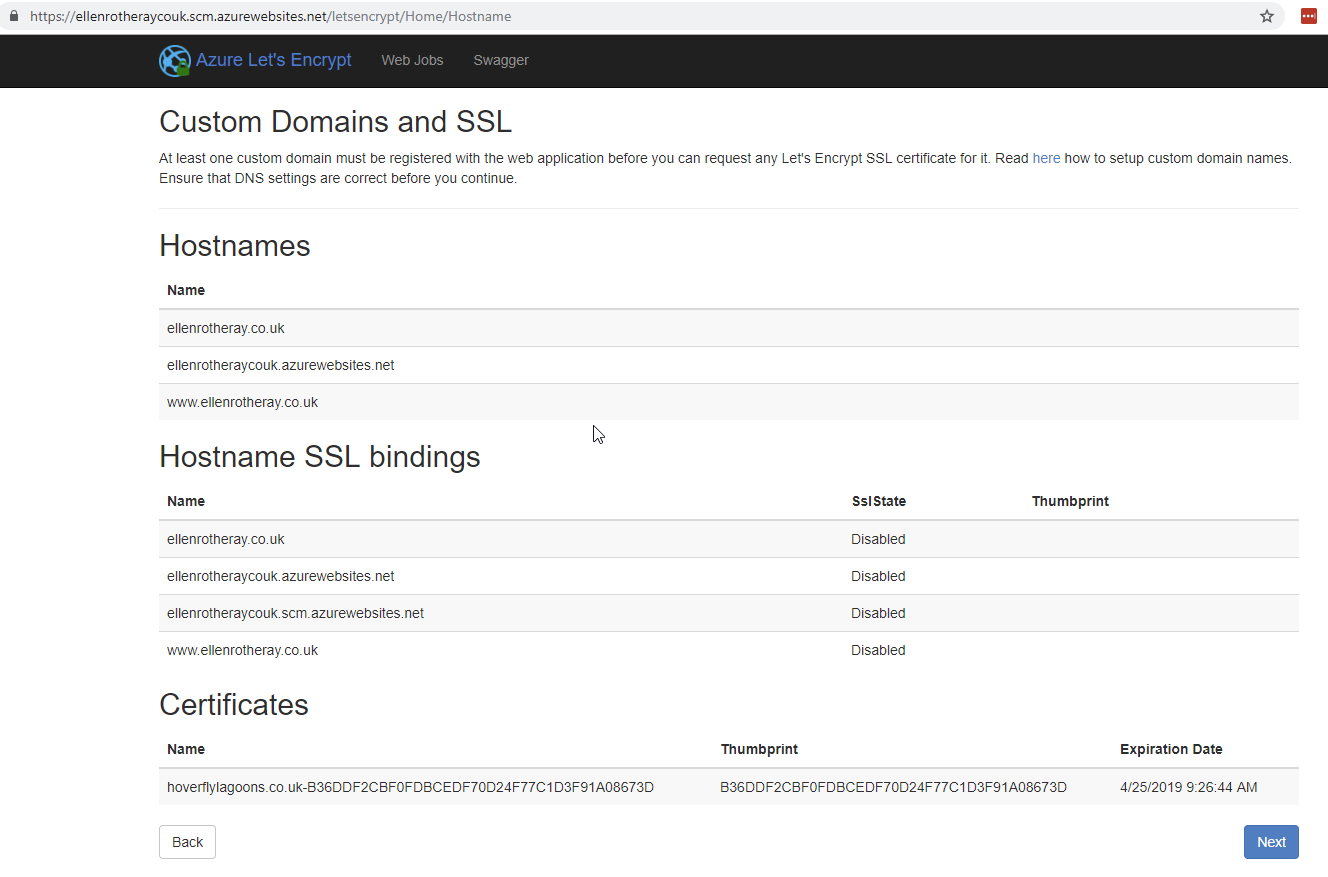 https://ellenrotheraycouk.scm.azurewebsites.net/letsencrypt/Home/Hostname
Azure Let's Encrypt Web Jobs Swagger
Custom Domains and SSL
At least one custom domain must be registered with the web application before you can request any Let's Encrypt SSL certificate for it. Read here how to setup custom domain names.
Ensure that DNS settings are correct before you continue.
Hostnames
Name
ellenrotheray.co.uk
ellenrotheraycouk.azurewebsites.net
www.ellenrotheray.co.uk
Hostname SSL bindings
Name SslState Thumbprint
ellenrotheray.co.uk Disabled
ellenrotheraycouk.azurewebsites.net Disabled
ellenrotheraycouk.scm.azurewebsites.net Disabled
www.ellenrotheray.co.uk Disabled
Certificates
Name Thumbprint Expiration Date
hoverflylagoons.co.uk-B36DDF2CBF0FDBCEDF70D24F77C1D3F91A08673D B36DDF2CBF0FDBCEDF70D24F77C1D3F91A08673D 4/25/2019 9:26:44 AM
Back Next